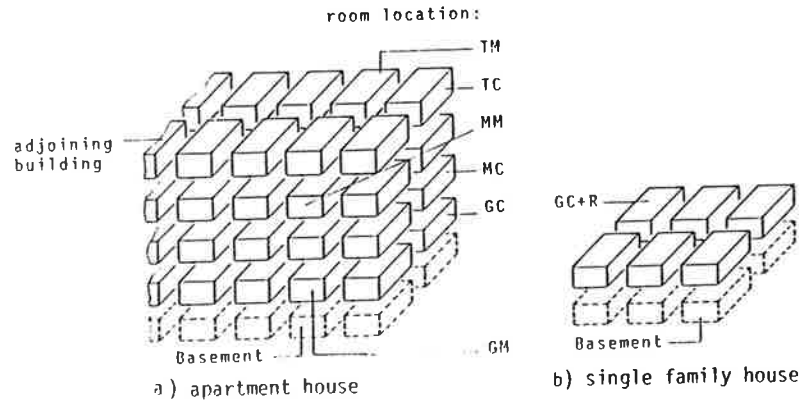 room location:
TM
TC
MM
adjoining
building
MC
GC
GC+R
Basement
GM
Basement
a) apartment house
b) single family house